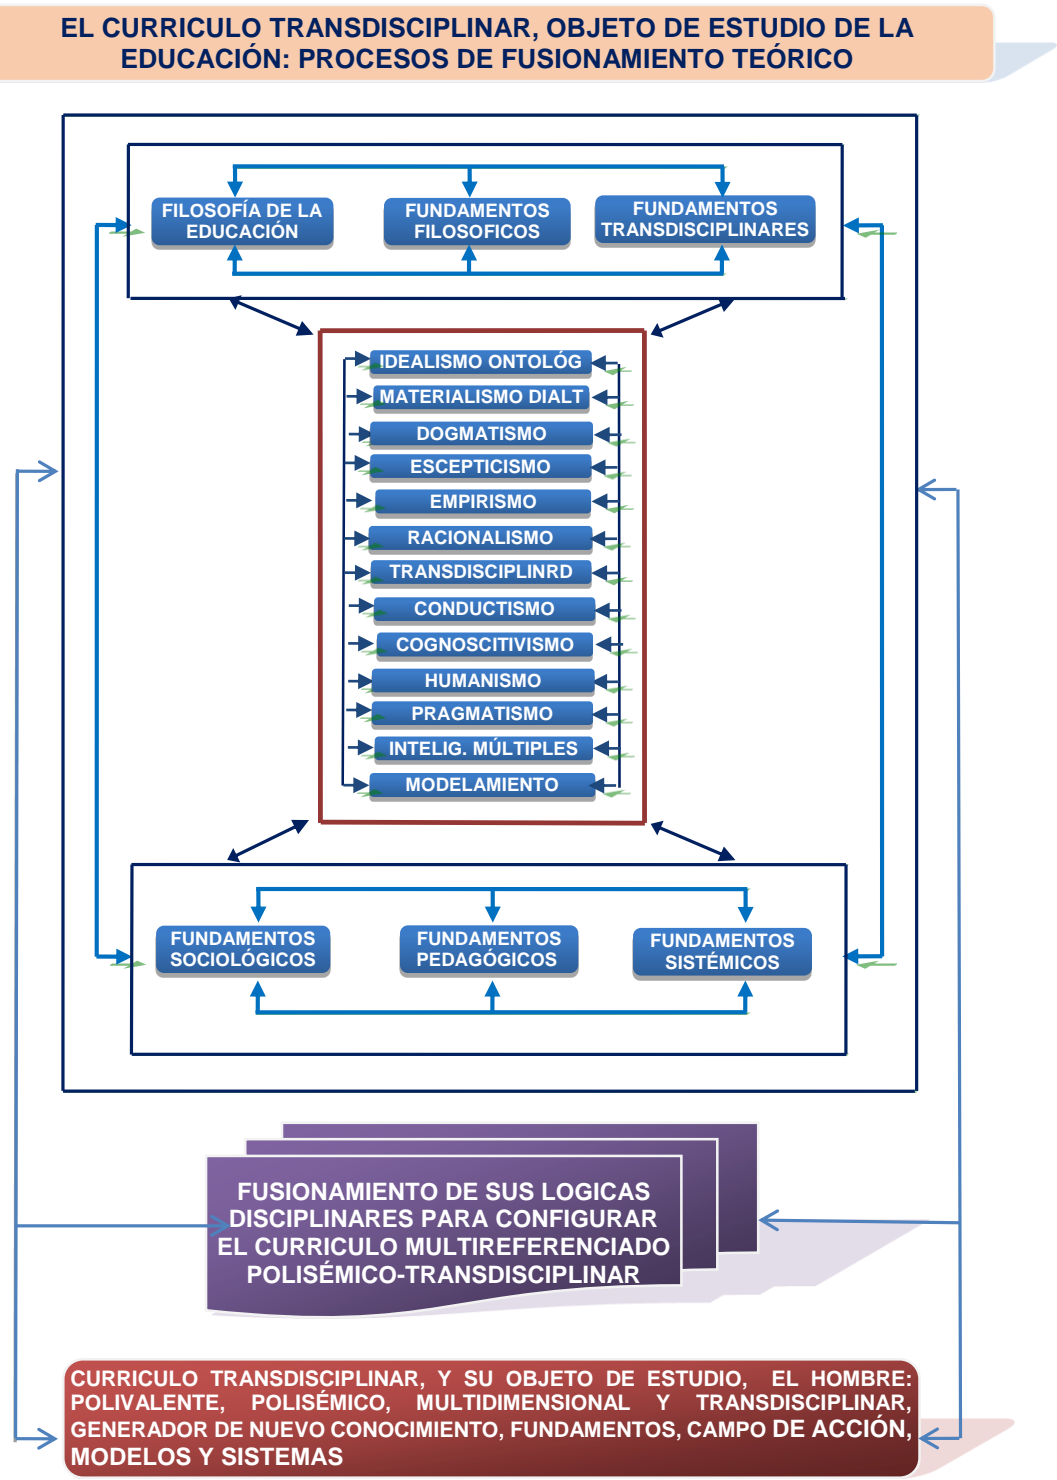 EL CURRICULO TRANSDISCIPLINAR, OBJETO DE ESTUDIO DE LA
EDUCACIÓN: PROCESOS DE FUSIONAMIENTO TEÓRICO
FILOSOFÍA DE LA
EDUCACIÓN
FUNDAMENTOS
FILOSOFICOS
FUNDAMENTOS
TRANSDISCIPLINARES
IDEALISMO ONTOLÓG
MATERIALISMO DIALT
DOGMATISMO
ESCEPTICISMO
EMPIRISMO
RACIONALISMO
TRANSDISCIPLINRD
CONDUCTISMO
COGNOSCITIVISMO
HUMANISMO
PRAGMATISMO
INTELIG. MÚLTIPLES
MODELAMIENTO
FUNDAMENTOS
SOCIOLÓGICOS
FUNDAMENTOS
PEDAGÓGICOS
FUNDAMENTOS
SISTÉMICOS
FUSIONAMIENTO DE SUS LOGICAS
DISCIPLINARES PARA CONFIGURAR
EL CURRICULO MULTIREFERENCIADO
POLISÉMICO-TRANSDISCIPLINAR
CURRICULO TRANSDISCIPLINAR, Y SU OBJETO DE ESTUDIO, EL HOMBRE:
POLIVALENTE, POLISÉMICO, MULTIDIMENSIONAL Y TRANSDISCIPLINAR,
GENERADOR DE NUEVO CONOCIMIENTO, FUNDAMENTOS, CAMPO DE ACCIÓN,
MODELOS Y SISTEMAS